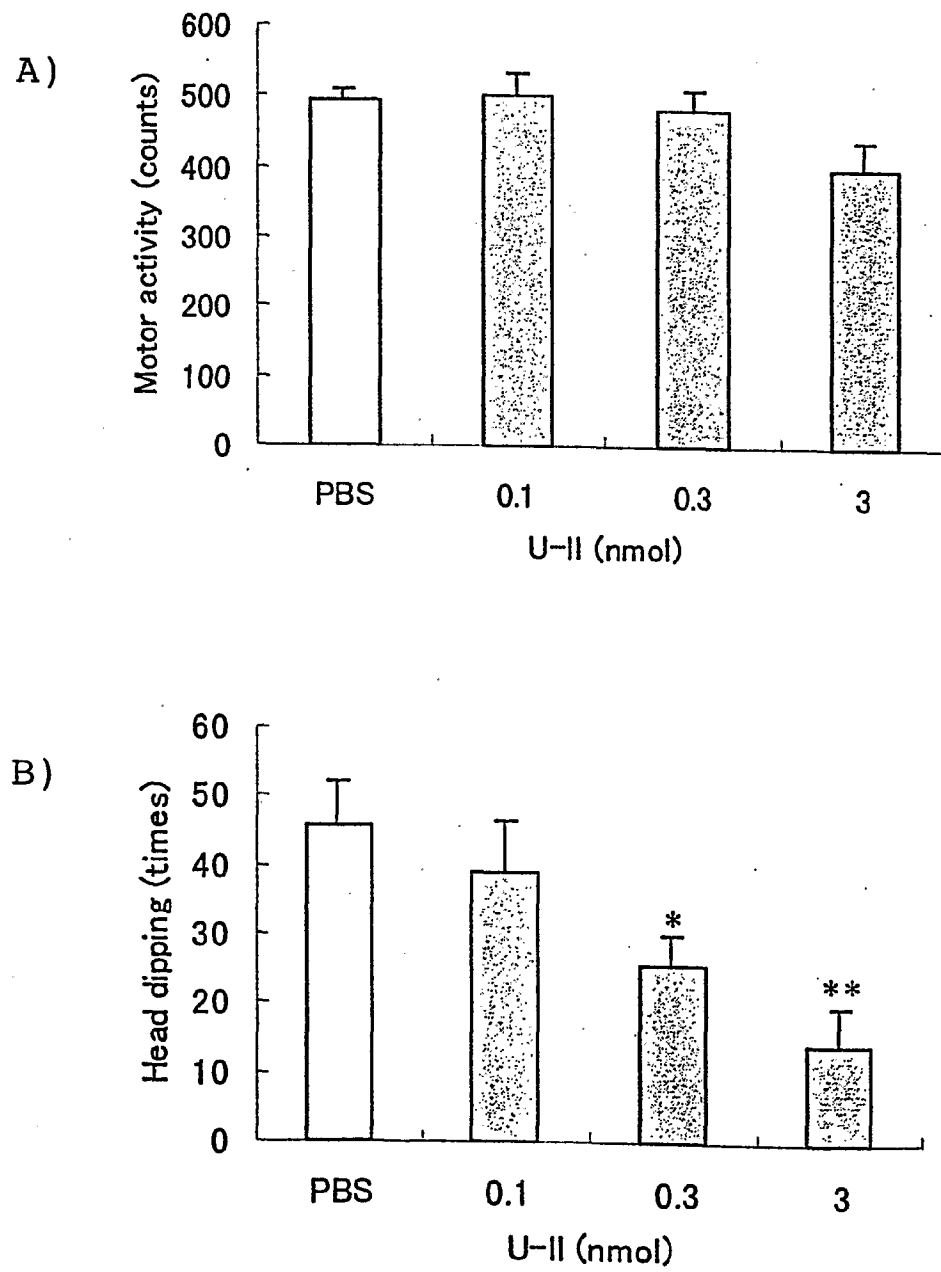 A)
Motor activity (counts)
600
500
400
300
200
100
0
PBS 0.1 0.3 3
U-II (nmol)
B)
Head dipping (times)
60
50
40
30
20
10
0
*
**
PBS 0.1 0.3 3
U-II (nmol)